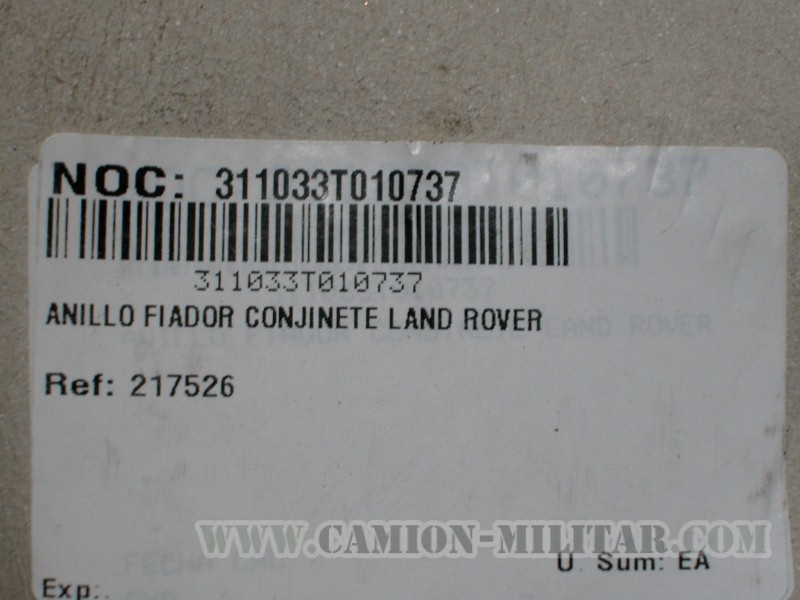 NOC: 311033T010737
311033T010737
ANILLO FIADOR CONJINETE LAND ROVER
Ref: 217526
WWW.CAMION-MILITAR.COM
U. Sum: EA
Exp:.